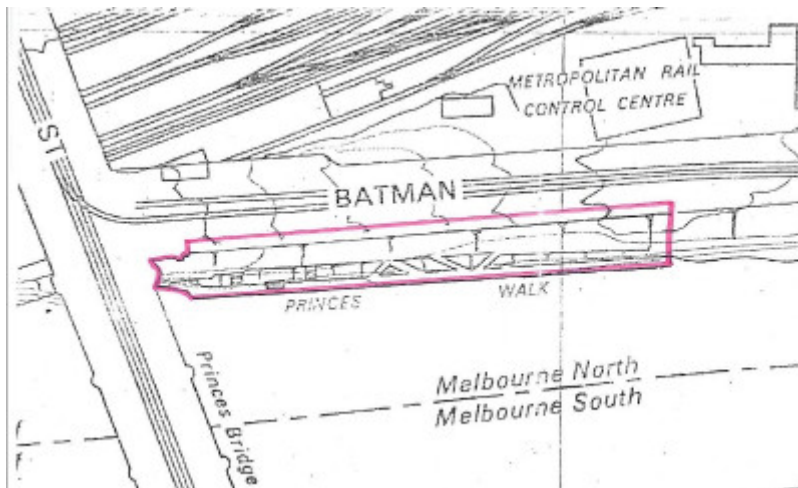 METROPOLITAN RAIL
CONTROL CENTRE
ST
BATMAN
PRINCES WALK
Princes Bridge
Melbourne North
Melbourne South